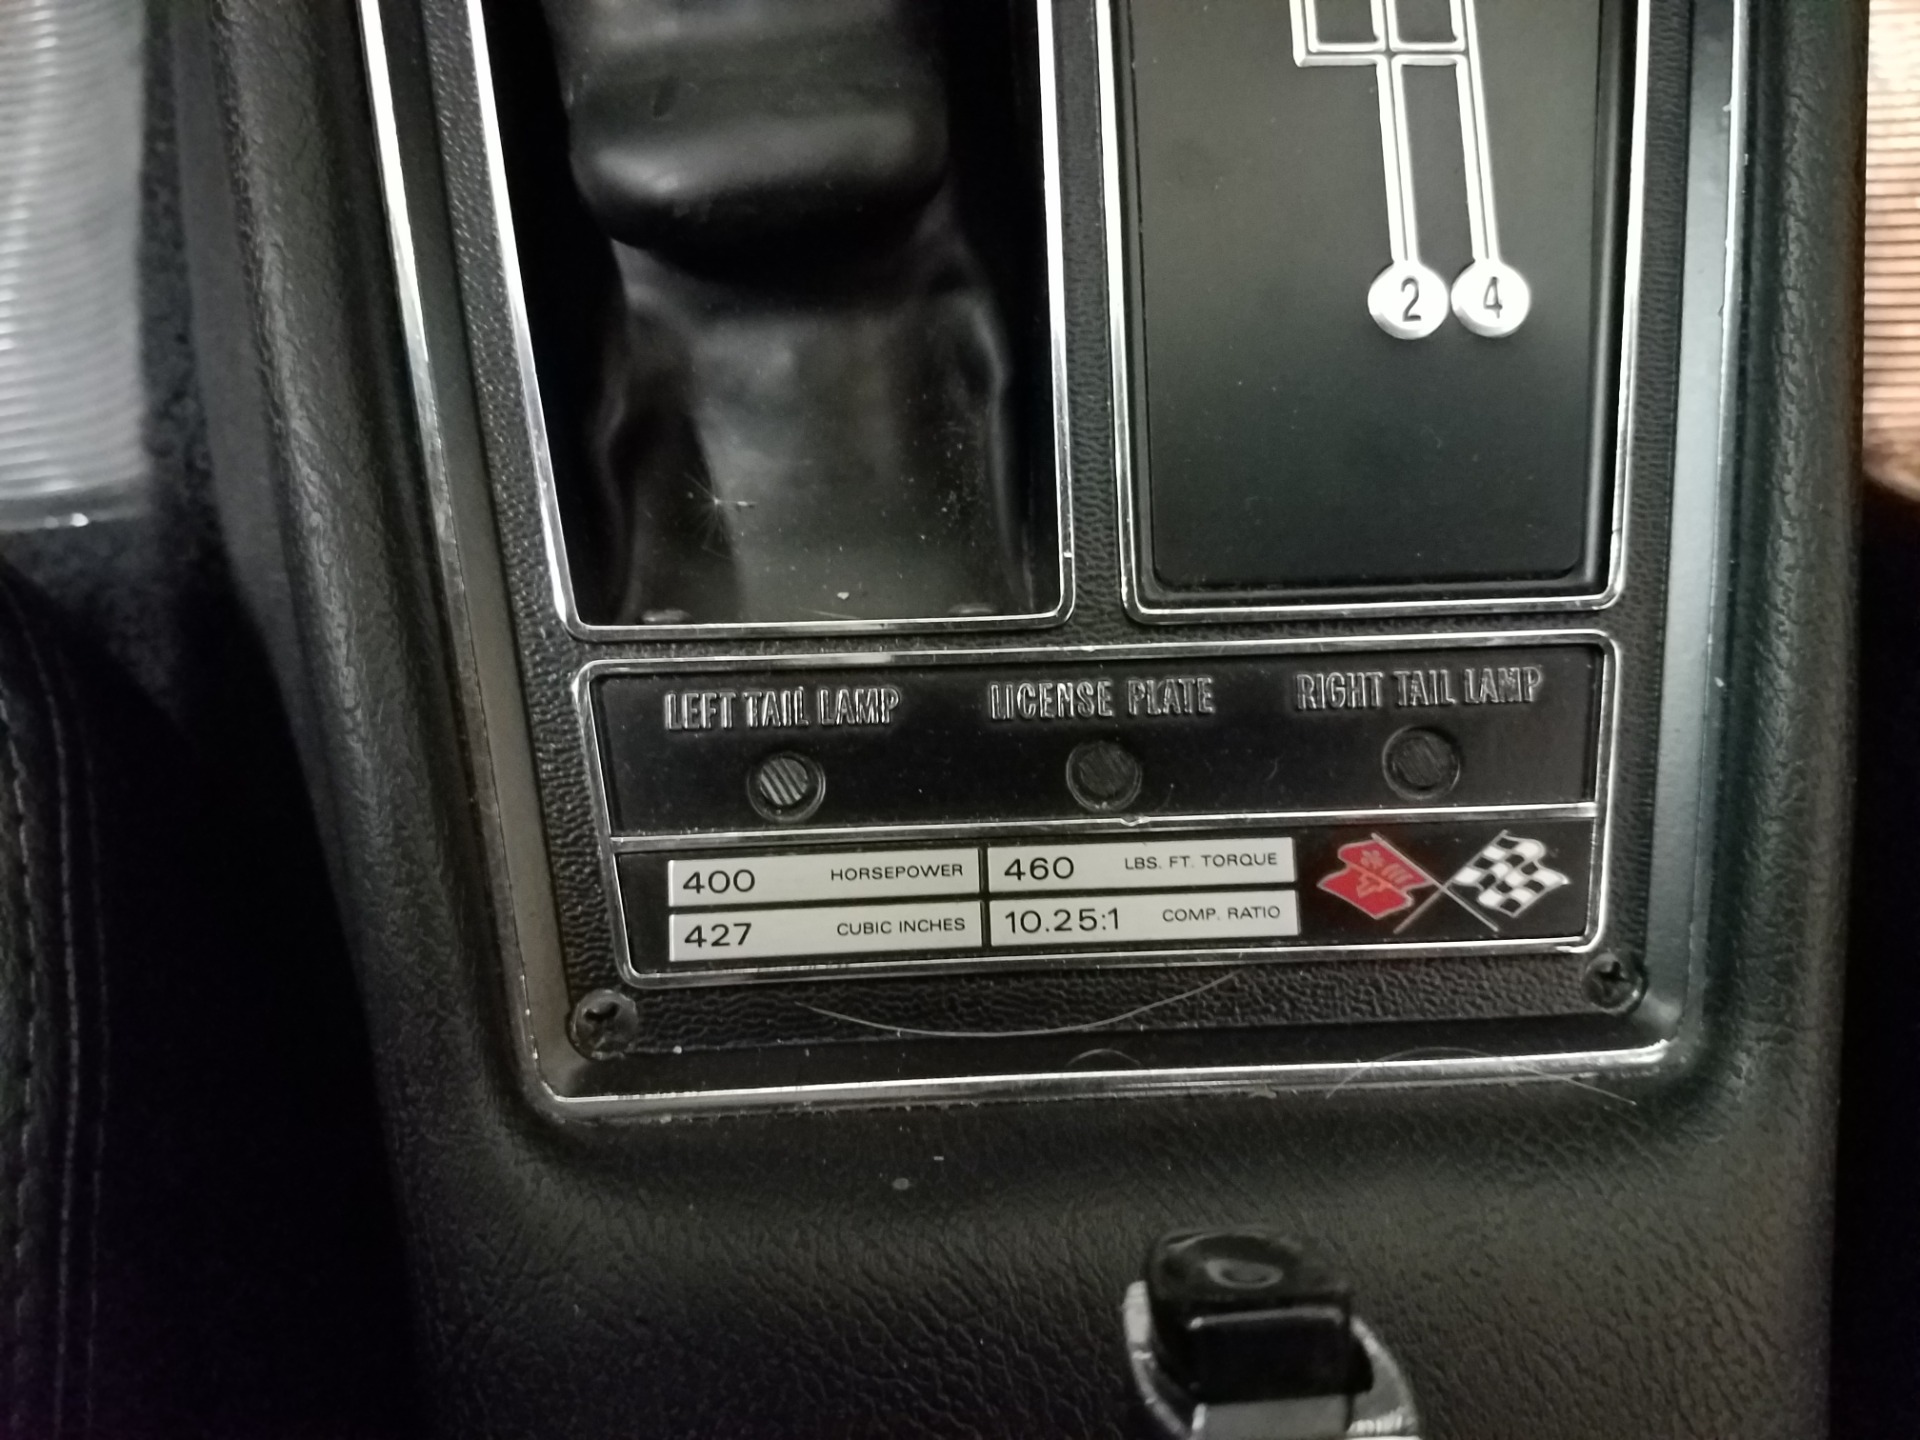 2 4
LEFT TAIL LAMP LICENSE PLATE RIGHT TAIL LAMP
400 HORSEPOWER 460 LBS. FT. TORQUE
427 CUBIC INCHES 10.25:1 COMP. RATIO